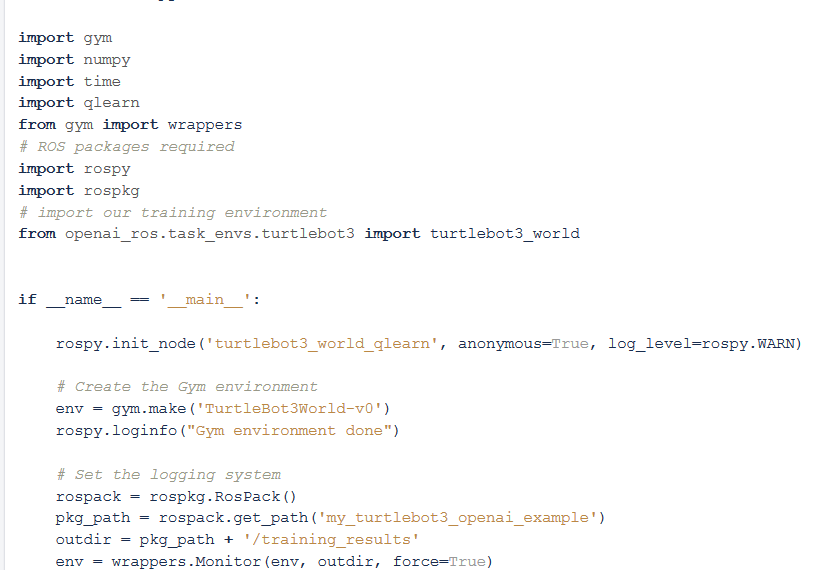 import gym
import numpy
import time
import qlearn
from gym import wrappers
# ROS packages required
import rospy
import rospkg
# import our training environment
from openai_ros.task_envs.turtlebot3 import turtlebot3_world
if __name__ == '__main__':
rospy.init_node('turtlebot3_world_qlearn', anonymous=True, log_level=rospy.WARN)
# Create the Gym environment
env = gym.make('TurtleBot3World-v0')
rospy.loginfo("Gym environment done")
# Set the logging system
rospack = rospkg.RosPack()
pkg_path = rospack.get_path('my_turtlebot3_openai_example')
outdir = pkg_path + '/training_results'
env = wrappers.Monitor(env, outdir, force=True)